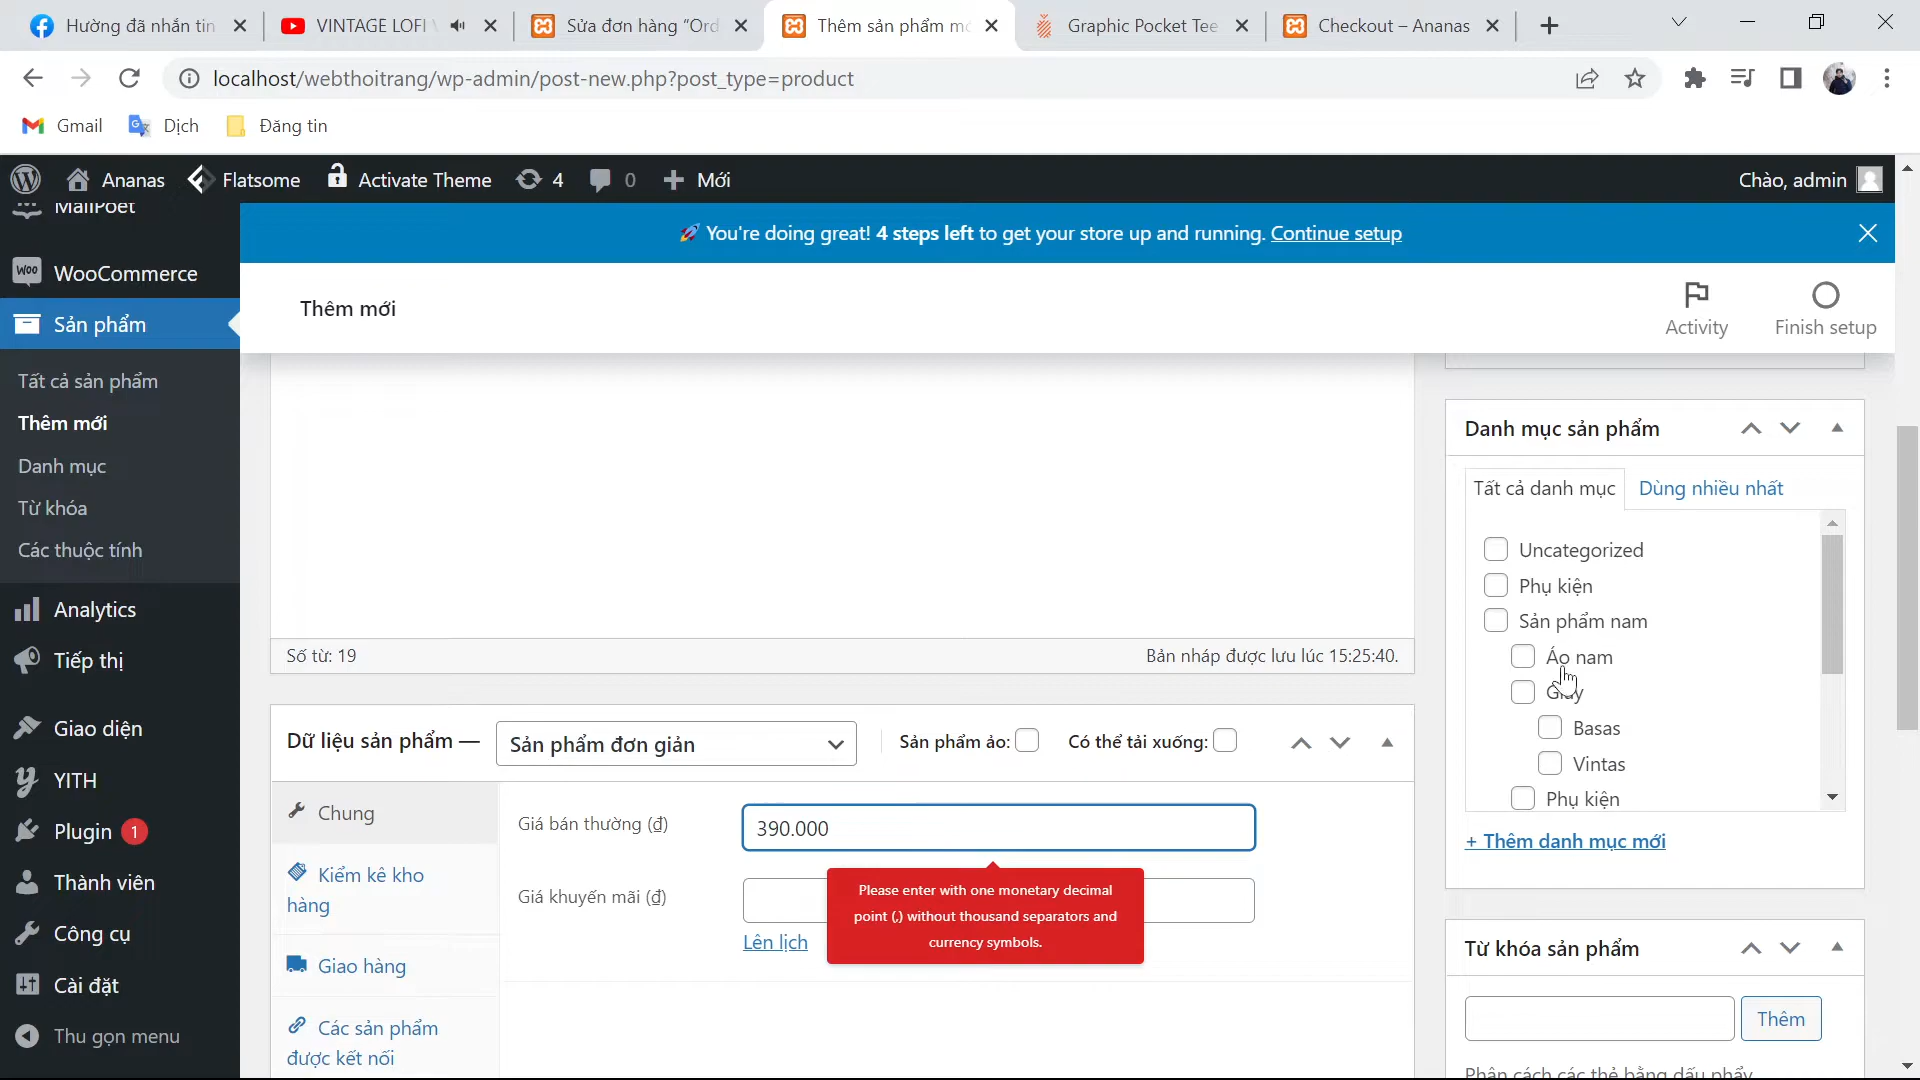 Hường đã nhắn tin
VINTAGE LOFI
Sửa đơn hàng “Ord
Thêm sản phẩm mớ
Graphic Pocket Tee
Checkout – Ananas
localhost/webthoitrang/wp-admin/post-new.php?post_type=product
Gmail
Dịch
Đăng tin
Ananas
Flatsome
Activate Theme
4
0
Mới
Chào, admin
MailPoet
🚀 You're doing great! 4 steps left to get your store up and running. Continue setup
WooCommerce
Thêm mới
Activity
Finish setup
Sản phẩm
Tất cả sản phẩm
Thêm mới
Danh mục
Từ khóa
Các thuộc tính
Analytics
Tiếp thị
Giao diện
YITH
Plugin 1
Thành viên
Công cụ
Cài đặt
Thu gọn menu
Số từ: 19
Bản nháp được lưu lúc 15:25:40.
Dữ liệu sản phẩm —
Sản phẩm đơn giản
Sản phẩm ảo:
Có thể tải xuống:
Chung
Kiểm kê kho
hàng
Giao hàng
Các sản phẩm
được kết nối
Giá bán thường (₫)
390.000
Giá khuyến mãi (₫)
Please enter with one monetary decimal
point (,) without thousand separators and
currency symbols.
Lên lịch
Danh mục sản phẩm
Tất cả danh mục
Dùng nhiều nhất
Uncategorized
Phụ kiện
Sản phẩm nam
Áo nam
Giày
Basas
Vintas
Phụ kiện
+ Thêm danh mục mới
Từ khóa sản phẩm
Thêm
Phân cách các thẻ bằng dấu phẩy